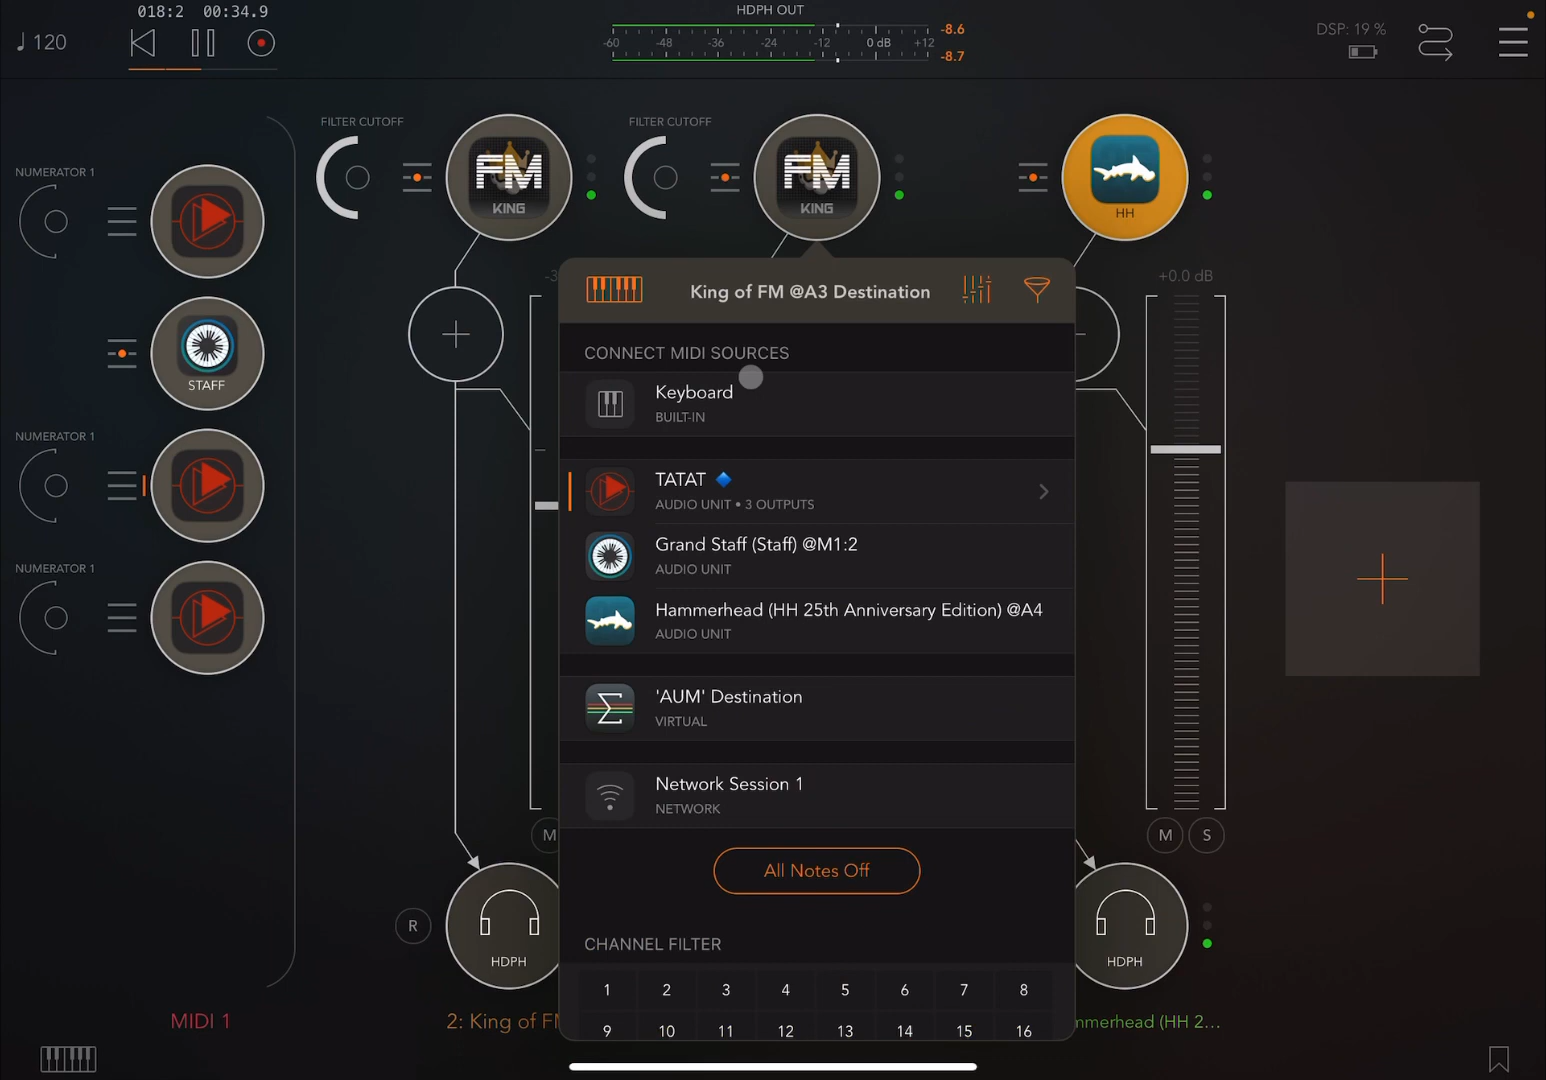 018:2 00:34.9
HDPH OUT
120
-60 -48 -36 -24 -12 0 dB +12
-8.6
-8.7
DSP: 19 %
FILTER CUTOFF
FILTER CUTOFF
NUMERATOR 1
FM
KING
FM
KING
HH
STAFF
-3
+0.0 dB
King of FM @A3 Destination
CONNECT MIDI SOURCES
Keyboard
BUILT-IN
NUMERATOR 1
TATAT
AUDIO UNIT • 3 OUTPUTS
Grand Staff (Staff) @M1:2
AUDIO UNIT
NUMERATOR 1
Hammerhead (HH 25th Anniversary Edition) @A4
AUDIO UNIT
'AUM' Destination
VIRTUAL
Network Session 1
NETWORK
M
M S
All Notes Off
R
CHANNEL FILTER
HDPH
HDPH
1 2 3 4 5 6 7 8
9 10 11 12 13 14 15 16
MIDI 1
2: King of FM
mmerhead (HH 2...